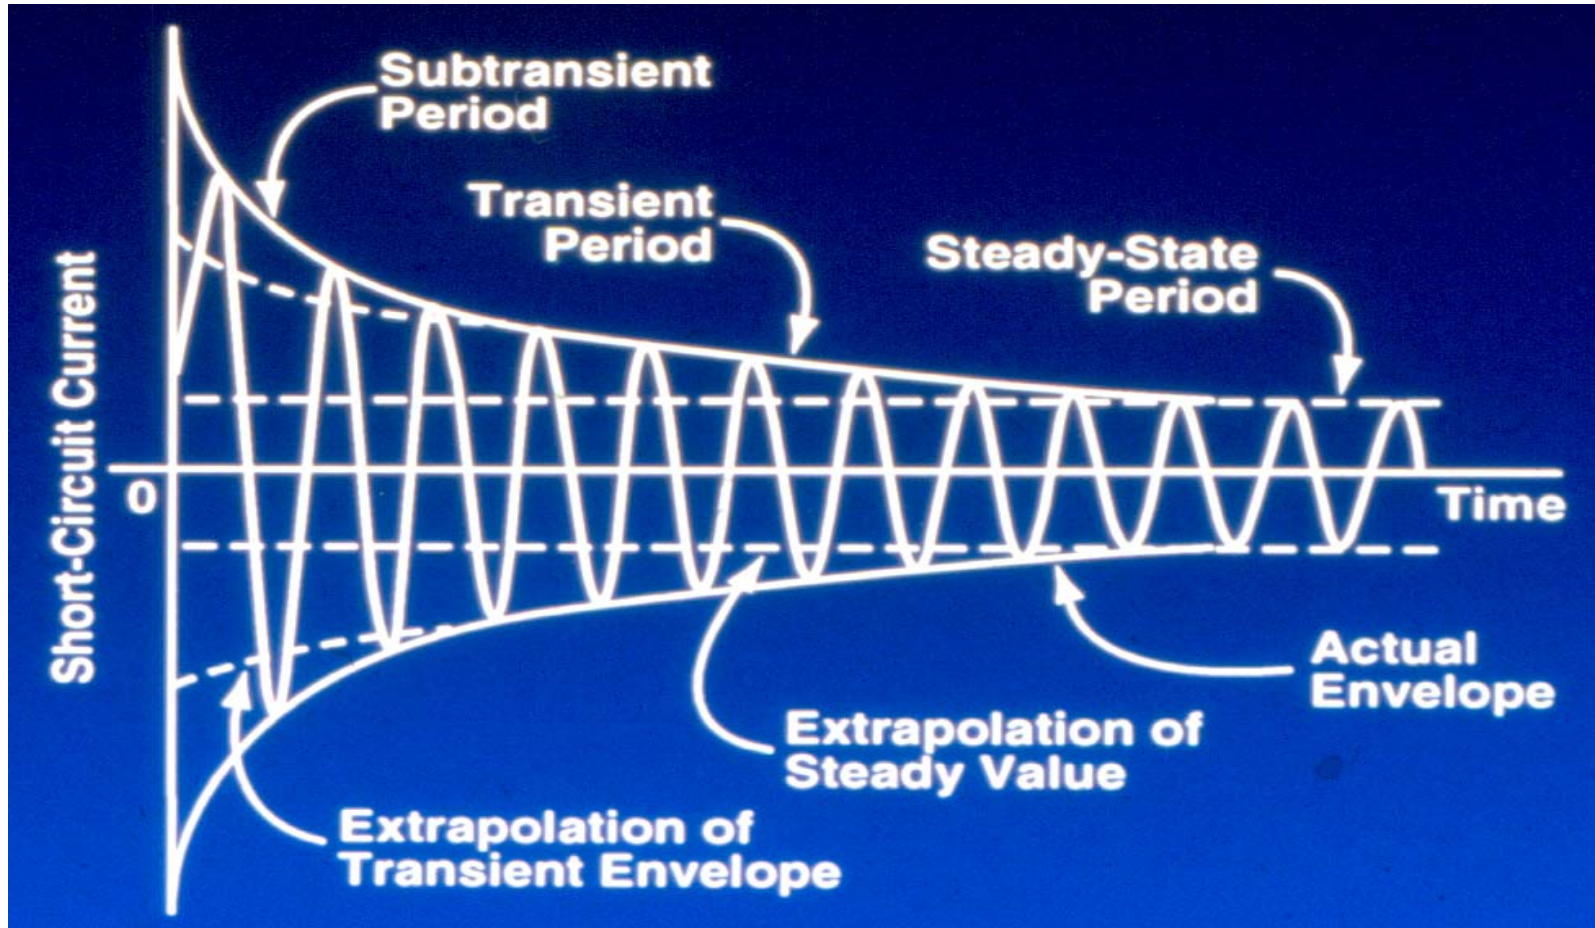 Subtransient
Period
Transient
Period
Steady-State
Period
Short-Circuit Current
0
Time
Actual
Envelope
Extrapolation of
Steady Value
Extrapolation of
Transient Envelope